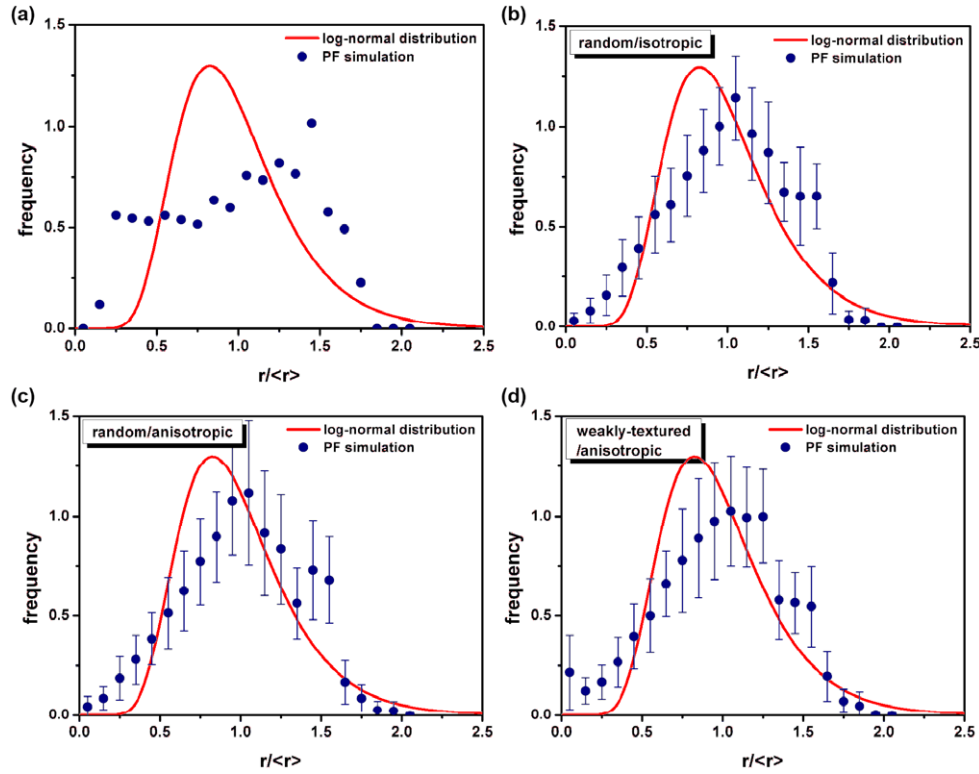 (a)
1.5
1.0
0.5
0.0
frequency
log-normal distribution
PF simulation
0.0 0.5 1.0 1.5 2.0 2.5
r/<r>
(b)
1.5
1.0
0.5
0.0
frequency
random/isotropic
log-normal distribution
PF simulation
0.0 0.5 1.0 1.5 2.0 2.5
r/<r>
(c)
1.5
1.0
0.5
0.0
frequency
random/anisotropic
log-normal distribution
PF simulation
0.0 0.5 1.0 1.5 2.0 2.5
r/<r>
(d)
1.5
1.0
0.5
0.0
frequency
weakly-textured
/anisotropic
log-normal distribution
PF simulation
0.0 0.5 1.0 1.5 2.0 2.5
r/<r>